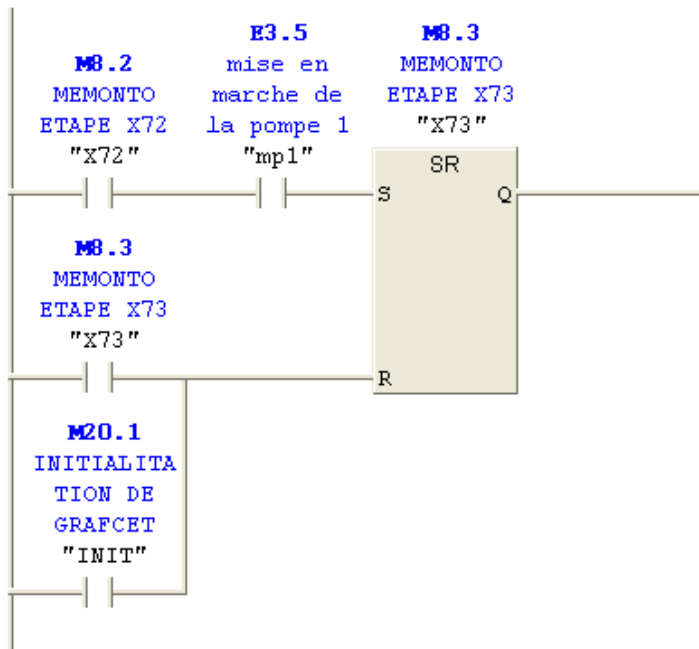 M8.2
MEMONTO
ETAPE X72
"X72"
E3.5
mise en
marche de
la pompe 1
"mp1"
M8.3
MEMONTO
ETAPE X73
"X73"
SR
S
Q
M8.3
MEMONTO
ETAPE X73
"X73"
R
M20.1
INITIALITA
TION DE
GRAFCET
"INIT"